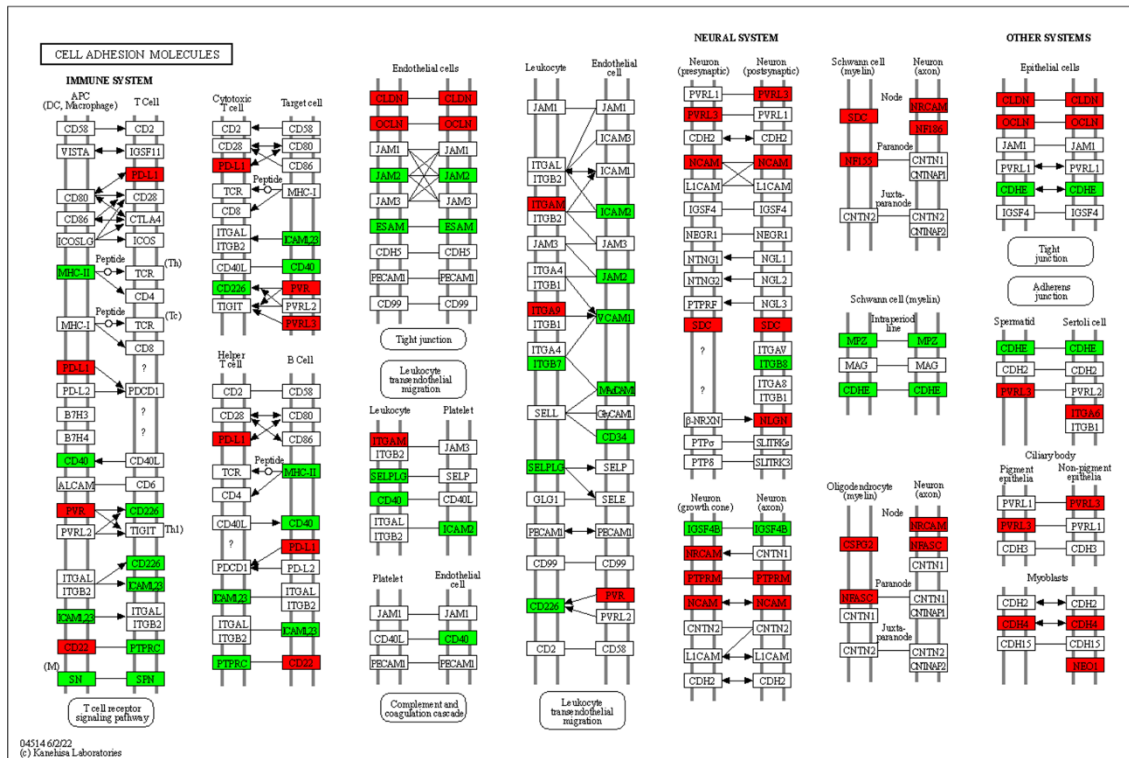 CELL ADHESION MOLECULES
IMMUNE SYSTEM
APC
(DC, Macrophage)
T Cell
CD58
CD2
VISTA
IGSF11
PD-L1
CD80
CD28
CD86
CTLA4
ICOSLG
ICOS
Peptide
(Th)
MHC-II
TCR
CD4
Peptide
(Tc)
MHC-I
TCR
CD8
PD-L1
?
PD-L2
PDCD1
B7H3
?
B7H4
?
CD40
CD40L
ALCAM
CD6
PVR
CD226
PVRL2
TIGIT
Th1)
CD226
ITGAL
ITGB2
ICAM1,23
ICAM1,23
ITGAL
ITGB2
CD22
PTPRC
(M)
SN
SPN
T cell receptor
signaling pathway
Cytotoxic
T cell
Target cell
CD2
CD58
CD28
CD80
PD-L1
CD86
Peptide
TCR
MHC-I
CD8
ITGAL
ITGB2
ICAM1,23
CD40L
CD40
CD226
PVR
TIGIT
PVRL2
PVRL3
Helper
T cell
B Cell
CD2
CD58
CD28
CD80
PD-L1
CD86
Peptide
TCR
MHC-II
CD4
CD40L
CD40
?
PD-L1
PDCD1
PD-L2
ICAM1,23
ITGAL
ITGB2
ITGAL
ITGB2
ICAM1,23
PTPRC
CD22
Endothelial cells
CLDN
CLDN
OCLN
OCLN
JAM1
JAM1
JAM2
JAM2
JAM3
JAM3
ESAM
ESAM
CDH5
CDH5
PECAM1
PECAM1
CD99
CD99
Tight junction
Leukocyte
transendothelial
migration
Leukocyte
Platelet
ITGAM
ITGB2
JAM3
SELPLG
SELP
CD40
CD40L
ITGAL
ITGB2
ICAM2
Platelet
Endothelial
cell
JAM1
JAM1
CD40L
CD40
PECAM1
PECAM1
Complement and
coagulation cascade
Leukocyte
Endothelial
cell
JAM1
JAM1
ICAM3
ITGAL
ITGB2
ICAM1
ITGAM
ITGB2
ICAM2
JAM3
JAM3
ITGA4
ITGB1
JAM2
ITGA9
ITGB1
VCAM1
ITGA4
ITGB7
MAdCAM1
SELL
GlyCAM1
CD34
SELPLG
SELP
GLG1
SELE
PECAM1
PECAM1
CD99
CD99
PVR
CD226
PVRL2
CD2
CD58
Leukocyte
transendothelial
migration
NEURAL SYSTEM
Neuron
(presynaptic)
Neuron
(postsynaptic)
PVRL1
PVRL3
PVRL3
PVRL1
CDH2
CDH2
NCAM
NCAM
L1CAM
L1CAM
IGSF4
IGSF4
NEGR1
NEGR1
NTNG1
NGL1
NTNG2
NGL2
PTPRF
NGL3
SDC
SDC
?
ITGAV
ITGB8
?
ITGA8
ITGB1
β-NRXN
NLGN
PTPσ
SLITRKs
PTPδ
SLITRK3
Neuron
(growth cone)
Neuron
(axon)
IGSF4B
IGSF4B
NRCAM
CNTN1
PTPRM
PTPRM
NCAM
NCAM
CNTN2
CNTN2
L1CAM
L1CAM
CDH2
CDH2
Schwann cell
(myelin)
Neuron
(axon)
Node
NRCAM
SDC
NF186
Paranode
NF155
CNTN1
CNTNAP1
Juxta-
paranode
CNTN2
CNTN2
CNTNAP2
Schwann cell (myelin)
Intraperiod
line
MPZ
MPZ
MAG
MAG
CDHE
CDHE
Oligodendrocyte
(myelin)
Neuron
(axon)
Node
NRCAM
CSPG2
NFASC
CNTN1
Paranode
NFASC
CNTN1
CNTN1
CNTNAP1
Juxta-
paranode
CNTN2
CNTN2
CNTNAP2
OTHER SYSTEMS
Epithelial cells
CLDN
CLDN
OCLN
OCLN
JAM1
JAM1
PVRL1
PVRL1
CDHE
CDHE
IGSF4
IGSF4
Tight
junction
Adherens
junction
Spermatid
Sertoli cell
CDHE
CDHE
CDH2
CDH2
PVRL3
PVRL2
ITGA6
ITGB1
Ciliary body
Pigment
epithelia
Non-pigment
epithelia
PVRL1
PVRL3
PVRL3
PVRL1
CDH3
CDH3
Myoblasts
CDH2
CDH2
CDH4
CDH4
CDH15
CDH15
NEO1
04514 6/2/22
(c) Kanehisa Laboratories